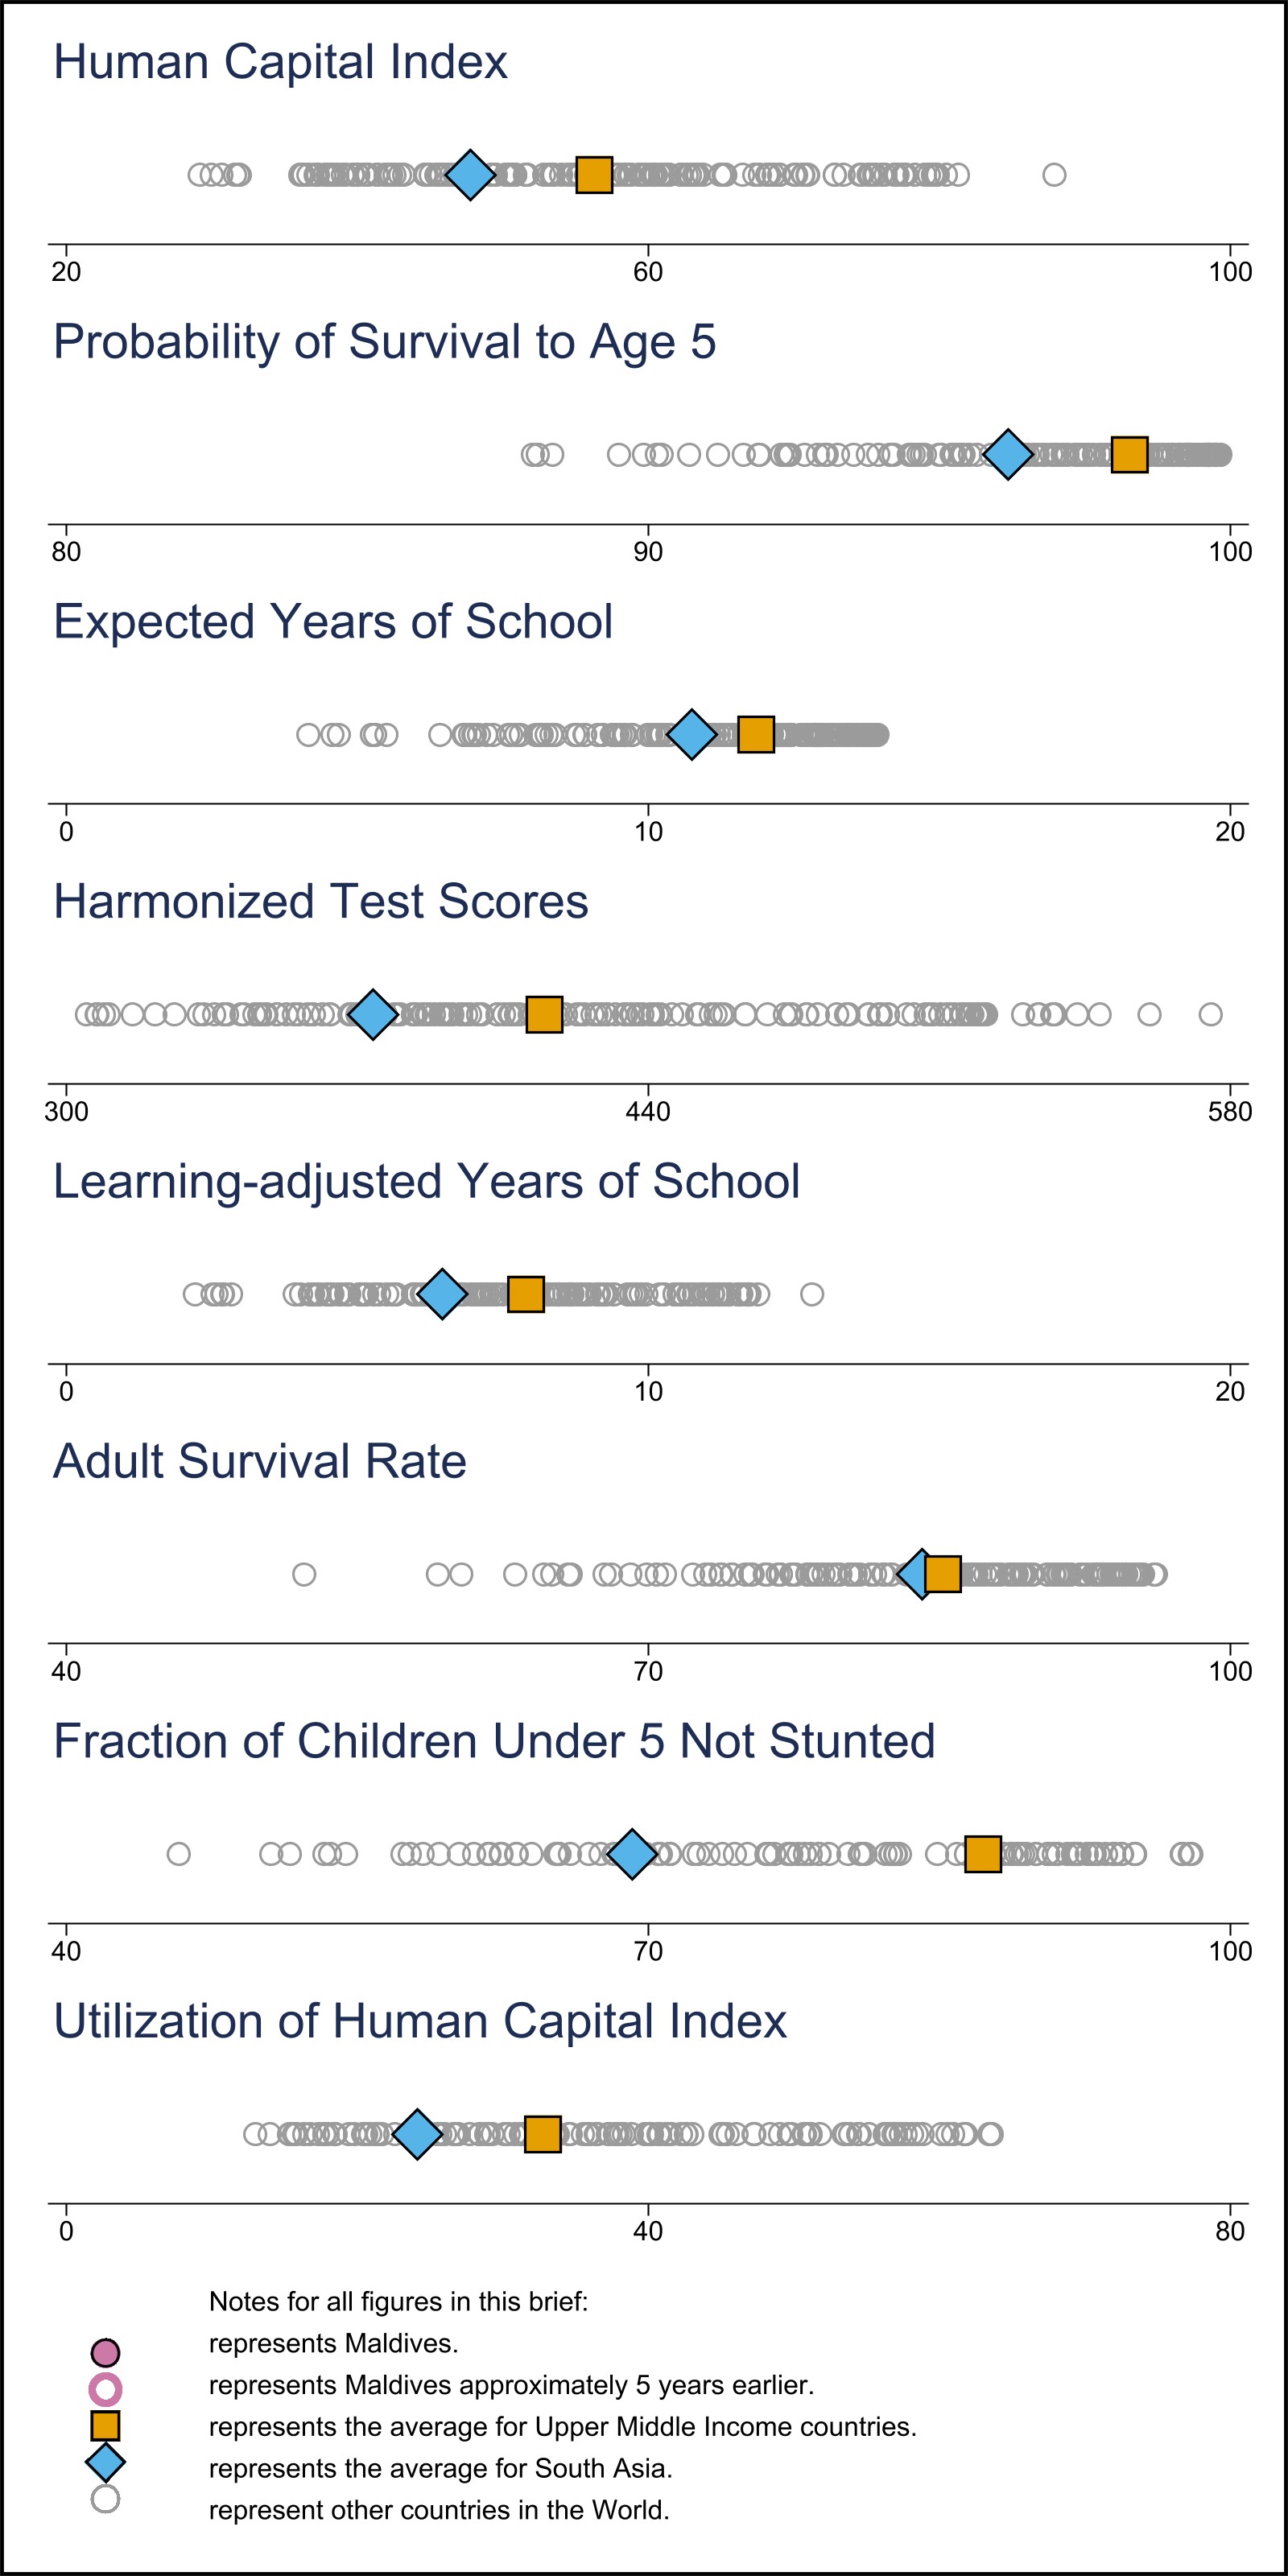 Human Capital Index
20 60 100
Probability of Survival to Age 5
80 90 100
Expected Years of School
0 10 20
Harmonized Test Scores
300 440 580
Learning-adjusted Years of School
0 10 20
Adult Survival Rate
40 70 100
Fraction of Children Under 5 Not Stunted
40 70 100
Utilization of Human Capital Index
0 40 80
Notes for all figures in this brief:
represents Maldives.
represents Maldives approximately 5 years earlier.
represents the average for Upper Middle Income countries.
represents the average for South Asia.
represent other countries in the World.